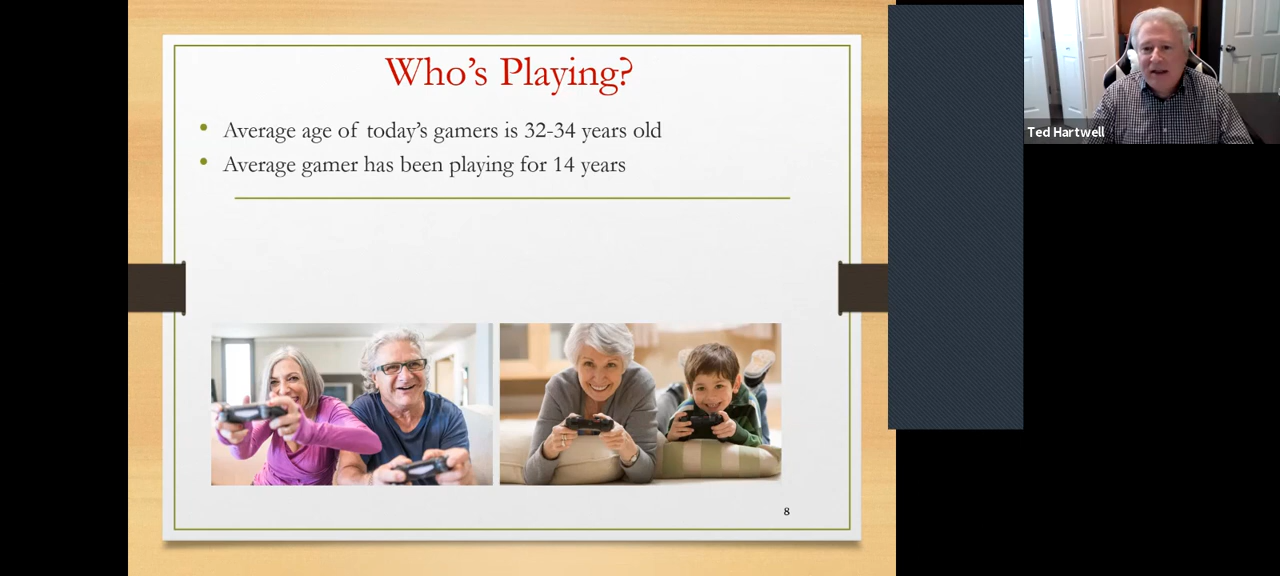 Who's Playing?
• Average age of today's gamers is 32-34 years old
• Average gamer has been playing for 14 years
8
Ted Hartwell